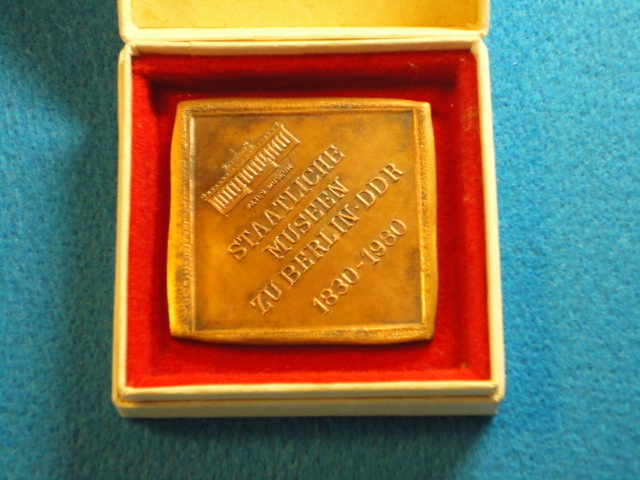 ALTES MUSEUM
STAATLICHE
MUSEEN
ZU BERLIN·DDR
1830-1980